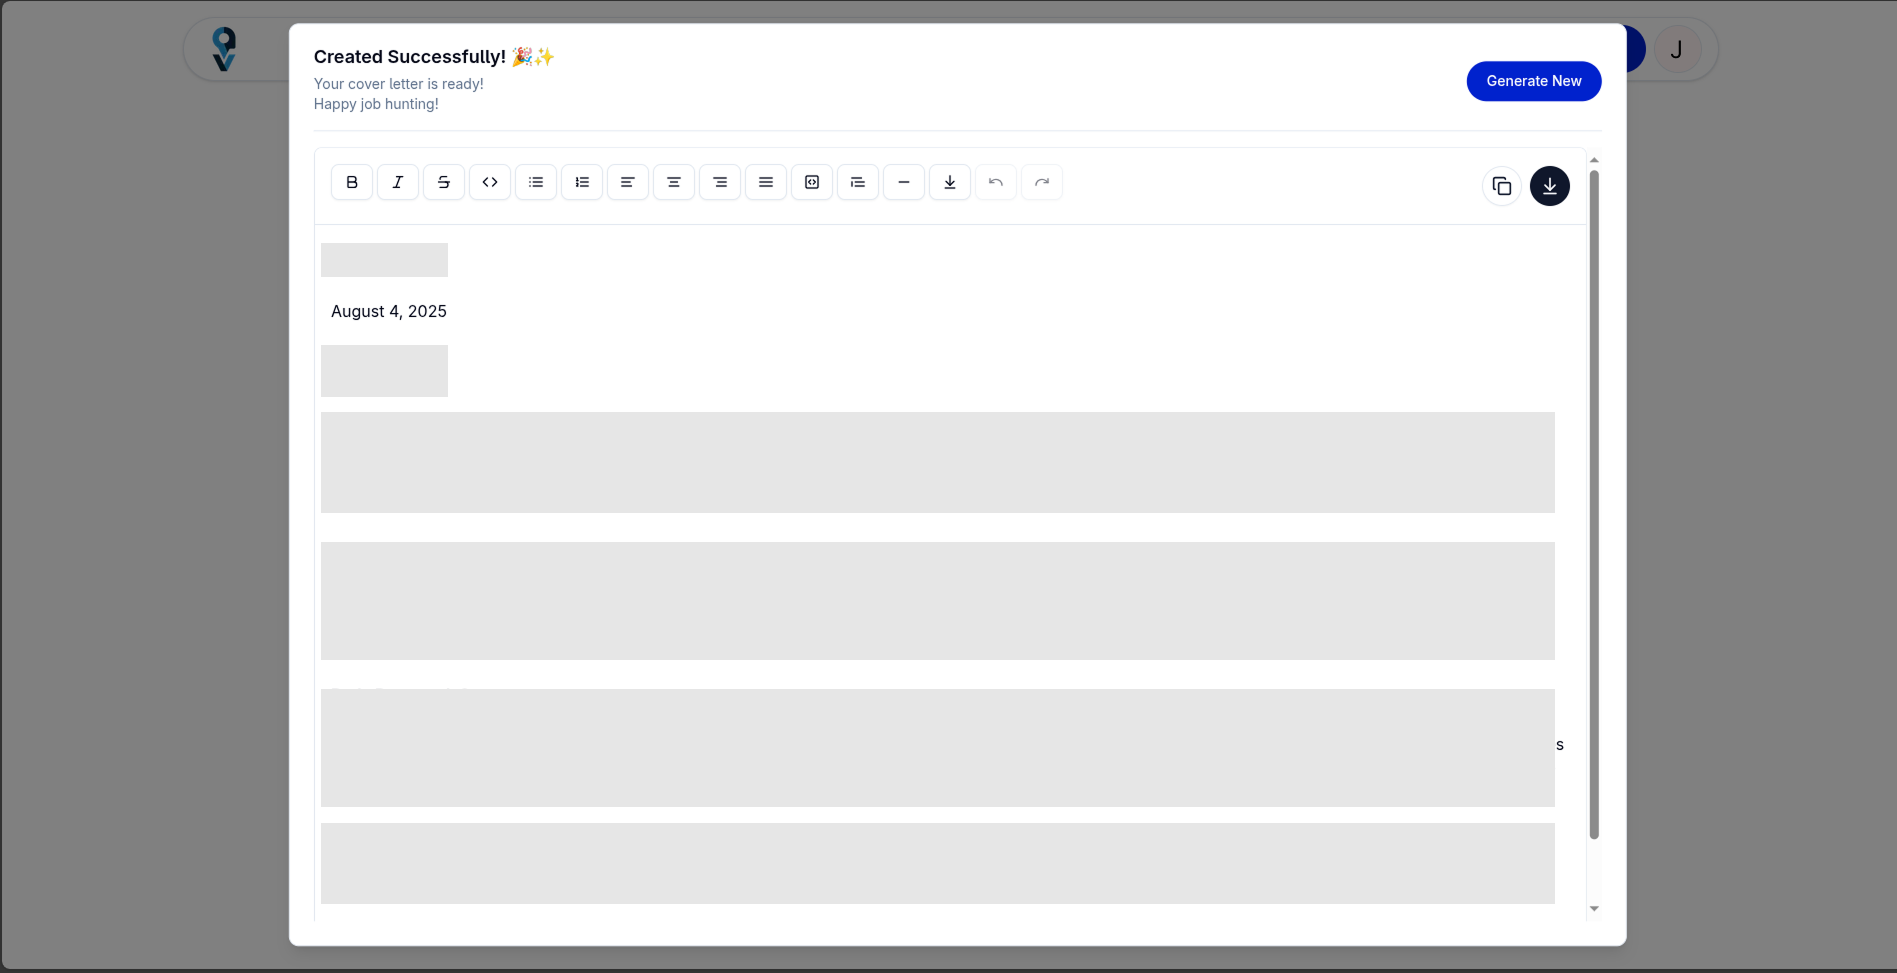 Created Successfully! 🎉✨
Your cover letter is ready!
Happy job hunting!
Generate New
J
August 4, 2025
s